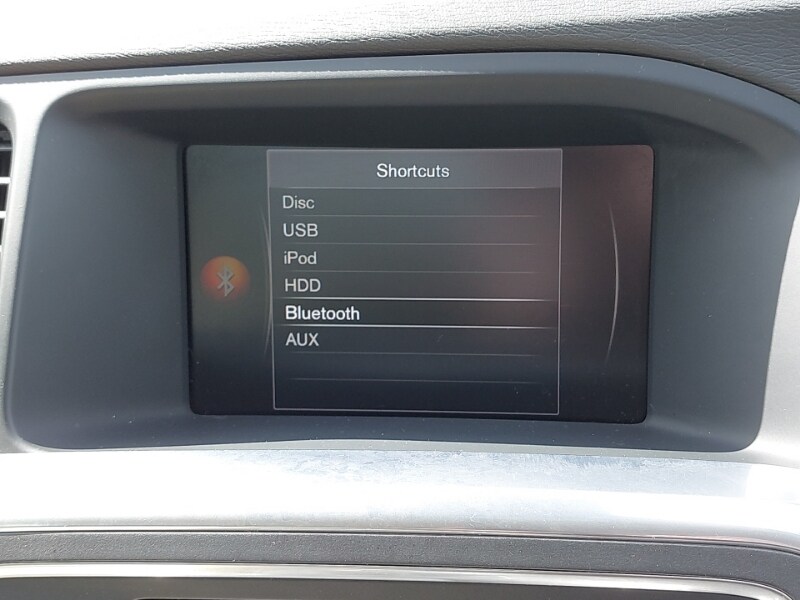 Shortcuts
Disc
USB
iPod
HDD
Bluetooth
AUX